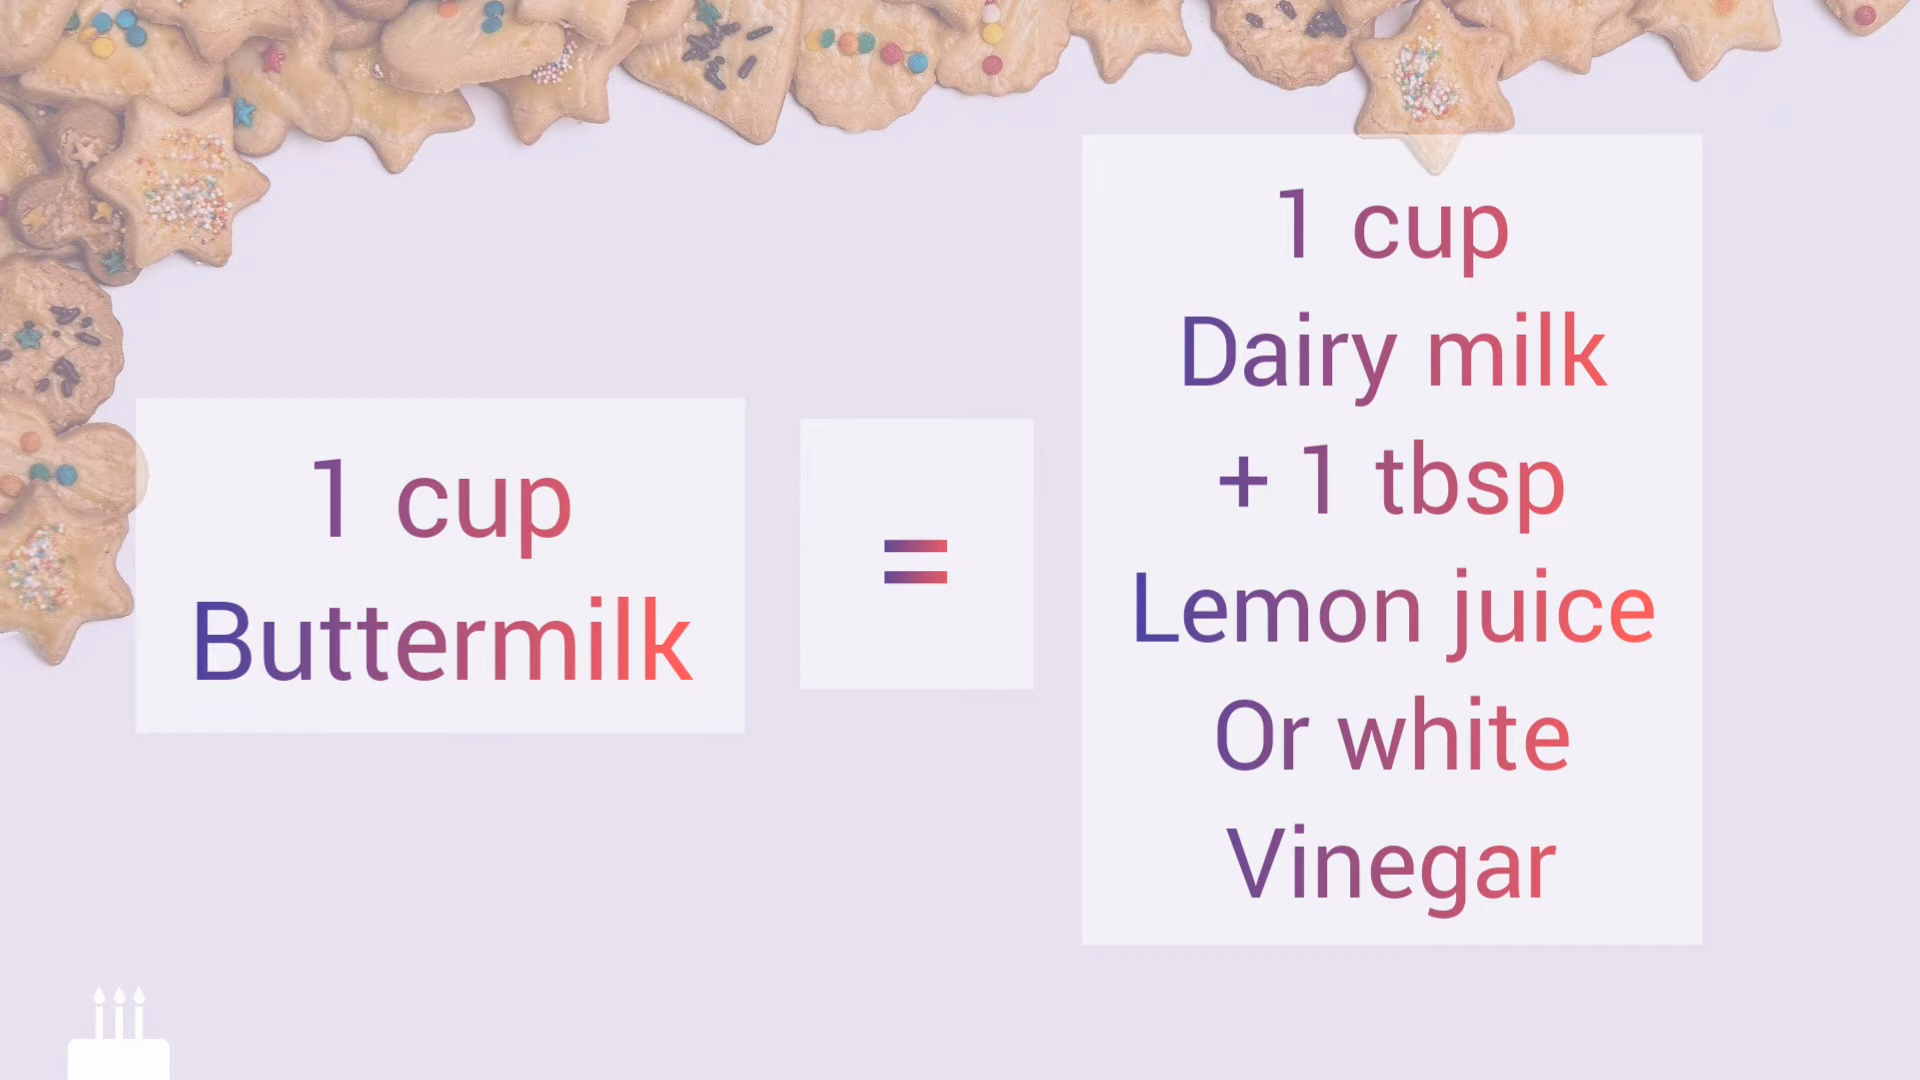 1 cup
Buttermilk
=
1 cup
Dairy milk
+ 1 tbsp
Lemon juice
Or white
Vinegar